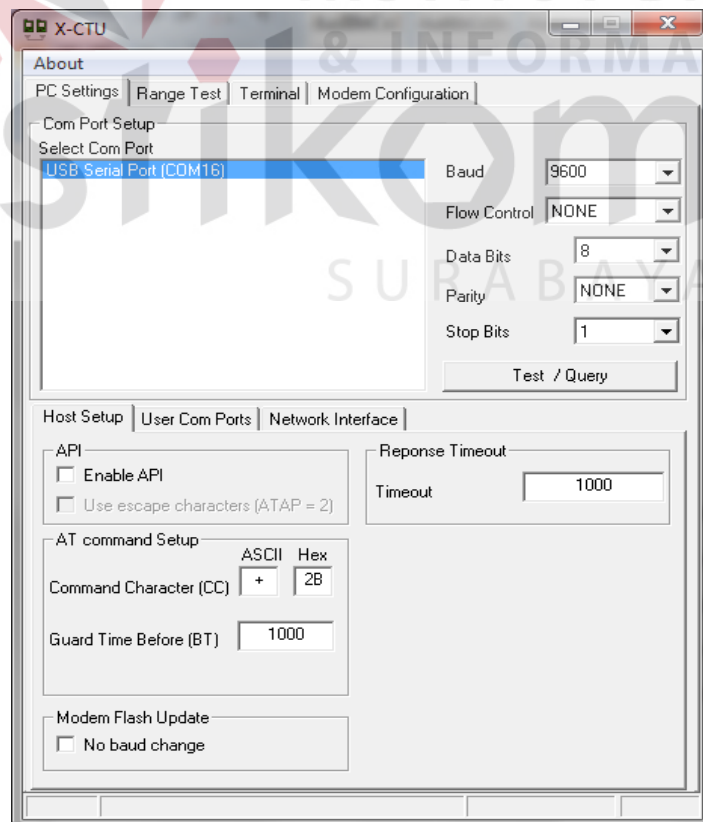 & INFORMA
X-CTU
About
PC Settings Range Test Terminal Modem Configuration
Com Port Setup
Select Com Port
USB Serial Port (COM16)
Baud 9600
Flow Control NONE
Data Bits 8
Parity NONE
Stop Bits 1
Test / Query
stikom
SURABAYA
Host Setup User Com Ports Network Interface
API
Enable API
Use escape characters (ATAP = 2)
Reponse Timeout
Timeout 1000
AT command Setup
ASCII Hex
Command Character (CC) + 2B
Guard Time Before (BT) 1000
Modem Flash Update
No baud change